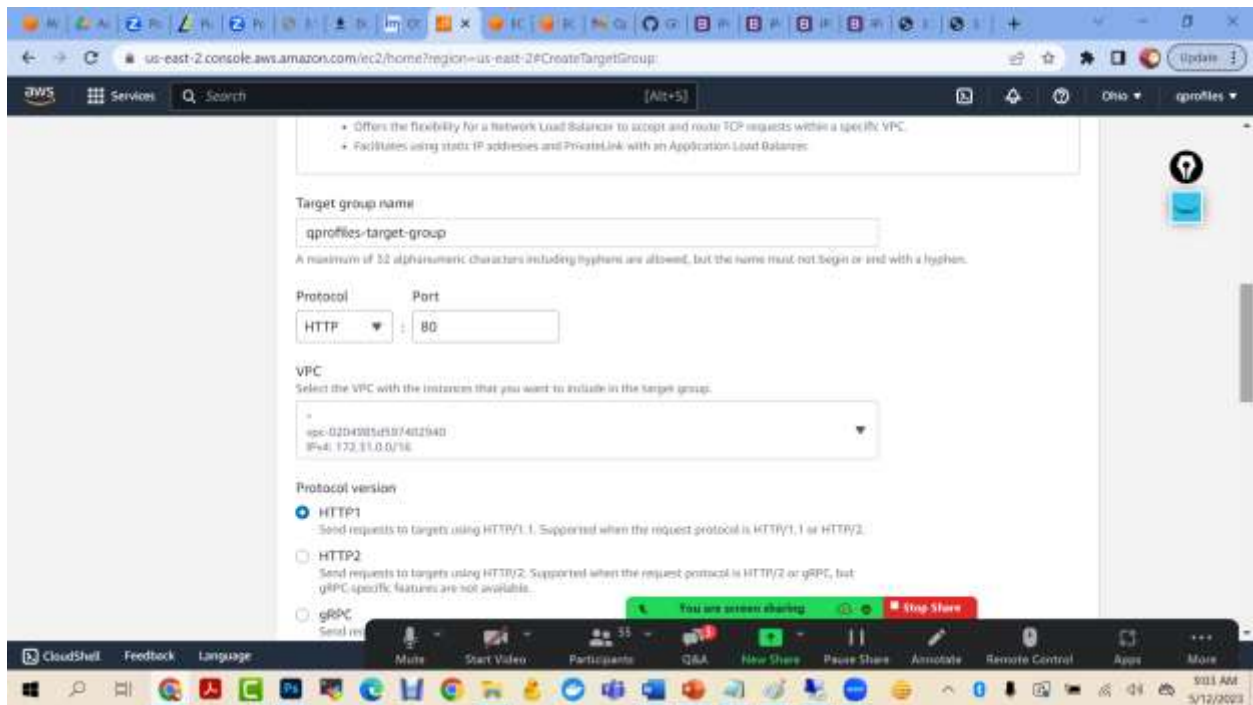 us-east-2.console.aws.amazon.com/ec2/home?region=us-east-2#CreateTargetGroup:
Update
aws
Services
Search
[Alt+S]
Ohio
qprofiles
Offers the flexibility for a Network Load Balancer to accept and route TCP requests within a specific VPC.
Facilitates using static IP addresses and PrivateLink with an Application Load Balancer.
Target group name
qprofiles-target-group
A maximum of 32 alphanumeric characters including hyphens are allowed, but the name must not begin or end with a hyphen.
Protocol
Port
HTTP
:
80
VPC
Select the VPC with the instances that you want to include in the target group.
-
IPv4: 172.31.0.0/16
Protocol version
HTTP1
Send requests to targets using HTTP/1.1. Supported when the request protocol is HTTP/1.1 or HTTP/2.
HTTP2
Send requests to targets using HTTP/2. Supported when the request protocol is HTTP/2 or gRPC, but
gRPC-specific features are not available.
gRPC
You are screen sharing
Stop Share
CloudShell
Feedback
Language
Mute
Start Video
Participants
55
Q&A
New Share
Pause Share
Annotate
Remote Control
Apps
More
9:03 AM
5/12/2023